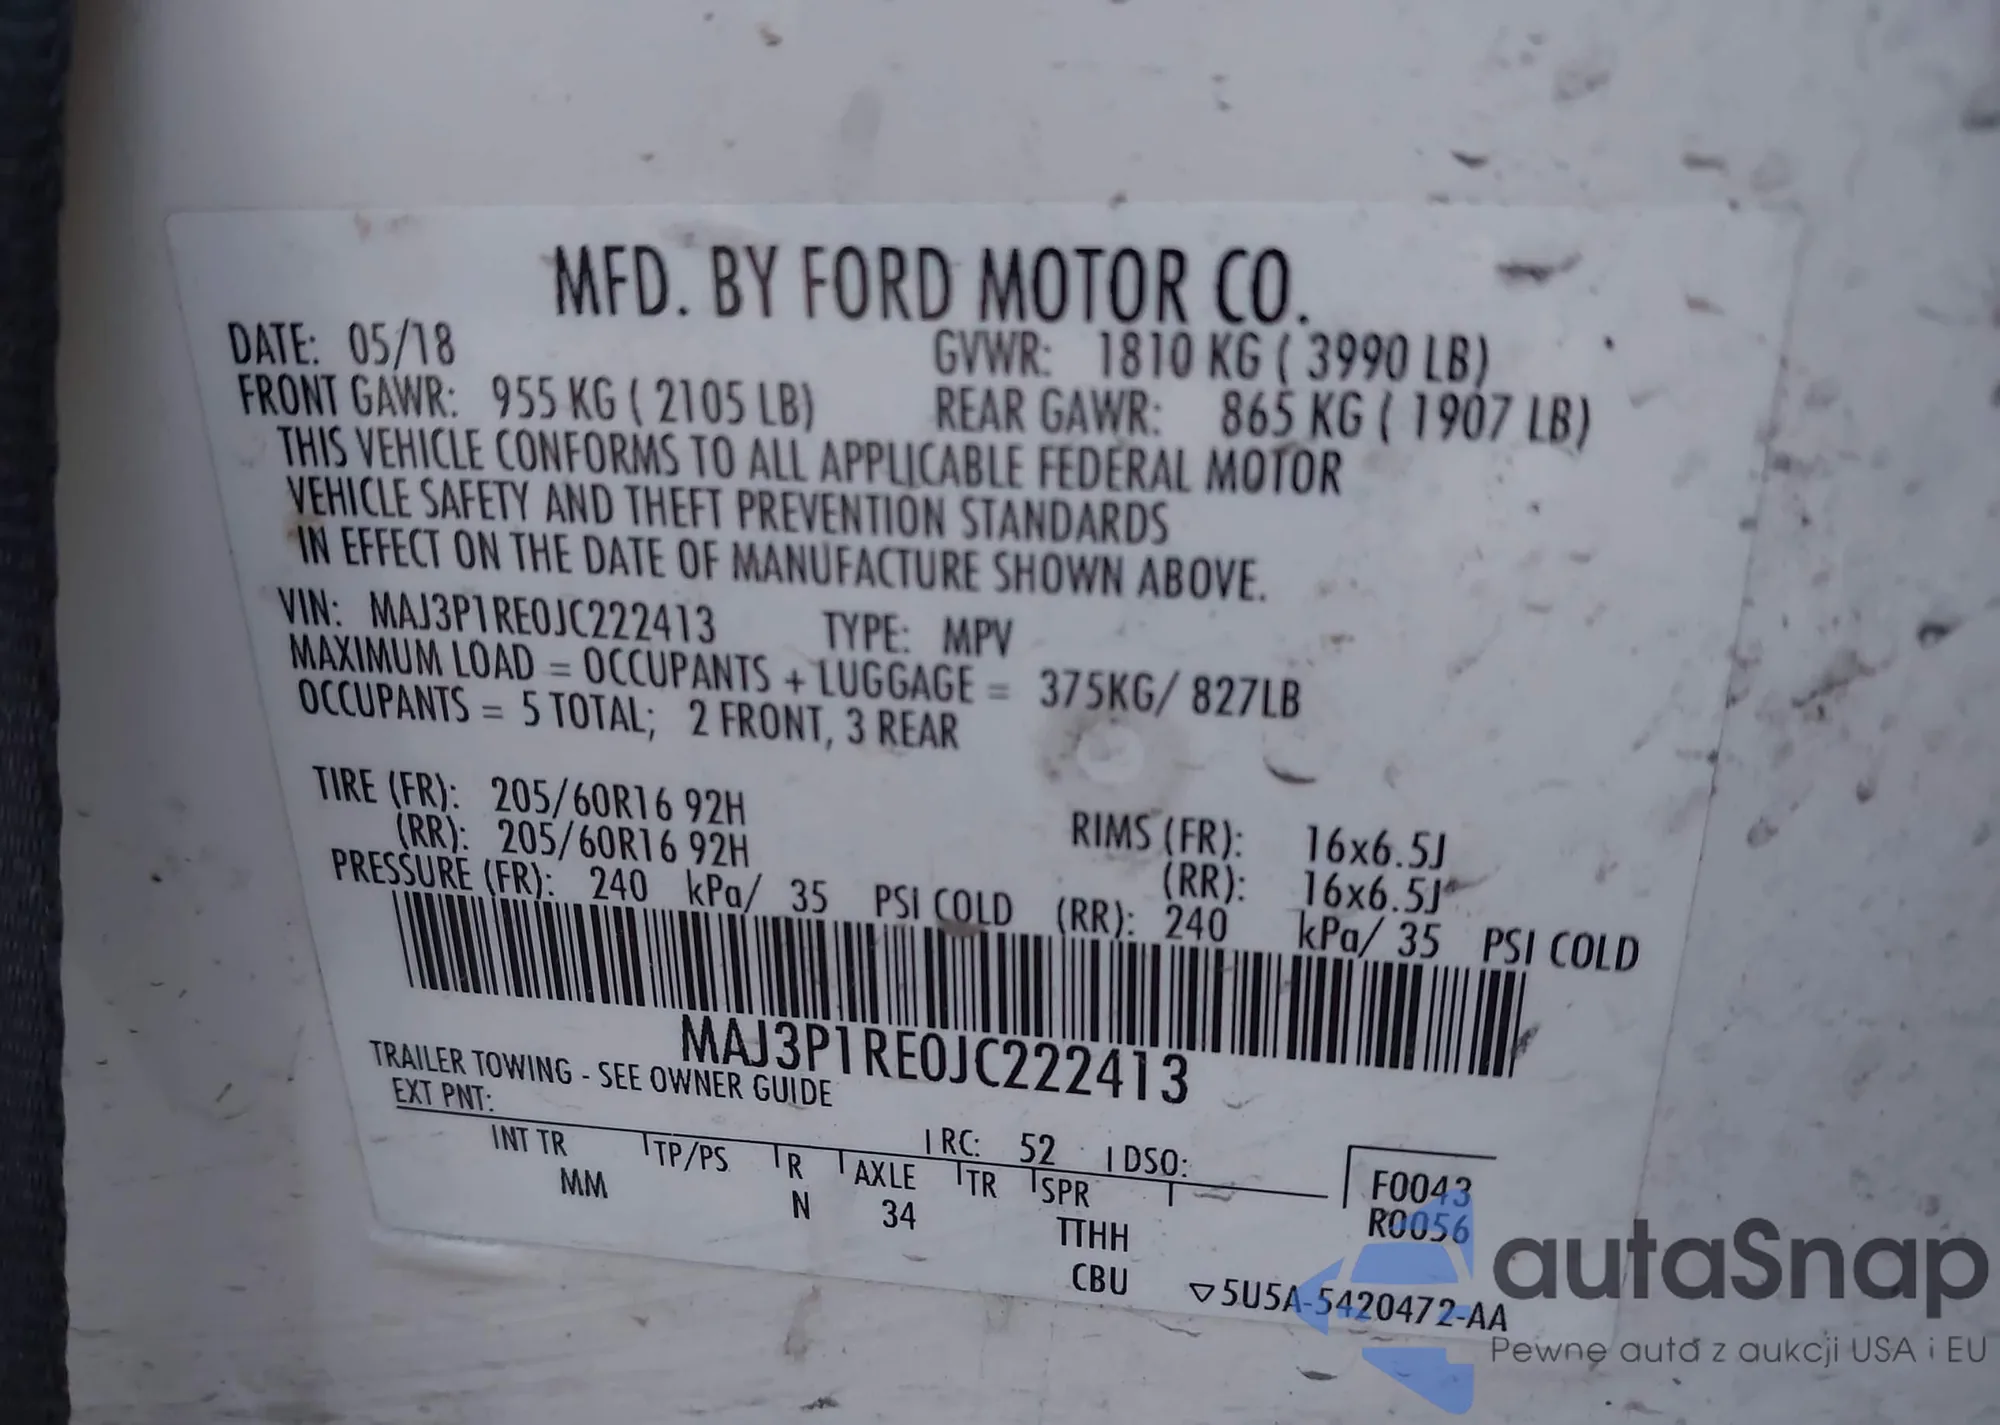 MFD. BY FORD MOTOR CO.
DATE: 05/18 GVWR: 1810 KG ( 3990 LB)
FRONT GAWR: 955 KG ( 2105 LB) REAR GAWR: 865 KG ( 1907 LB)
THIS VEHICLE CONFORMS TO ALL APPLICABLE FEDERAL MOTOR
VEHICLE SAFETY AND THEFT PREVENTION STANDARDS
IN EFFECT ON THE DATE OF MANUFACTURE SHOWN ABOVE.
VIN: MAJ3P1RE0JC222413 TYPE: MPV
MAXIMUM LOAD = OCCUPANTS + LUGGAGE = 375KG/ 827LB
OCCUPANTS = 5 TOTAL; 2 FRONT, 3 REAR
TIRE (FR): 205/60R16 92H RIMS (FR): 16x6.5J
(RR): 205/60R16 92H (RR): 16x6.5J
PRESSURE (FR): 240 kPa/ 35 PSI COLD (RR): 240 kPa/ 35 PSI COLD
MAJ3P1RE0JC222413
TRAILER TOWING - SEE OWNER GUIDE
EXT PNT: RC: 52 DSO:
INT TR TP/PS R AXLE TR SPR
MM N 34 TTHH
CBU
F0043
R0056
▽5U5A-5420472-AA
autaSnap
Pewne auta z aukcji USA i EU